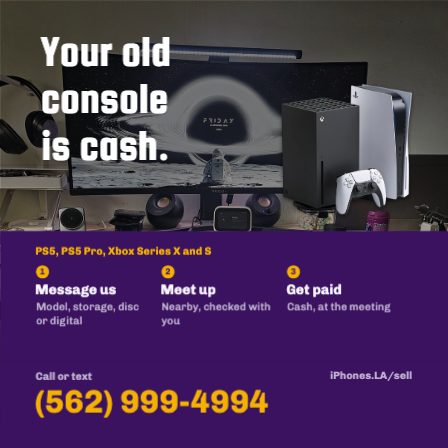 Your old
console
is cash.
FRIDAY
PS5, PS5 Pro, Xbox Series X and S
1
2
3
Message us
Meet up
Get paid
Model, storage, disc
or digital
Nearby, checked with
you
Cash, at the meeting
Call or text
iPhones.LA/sell
(562) 999-4994